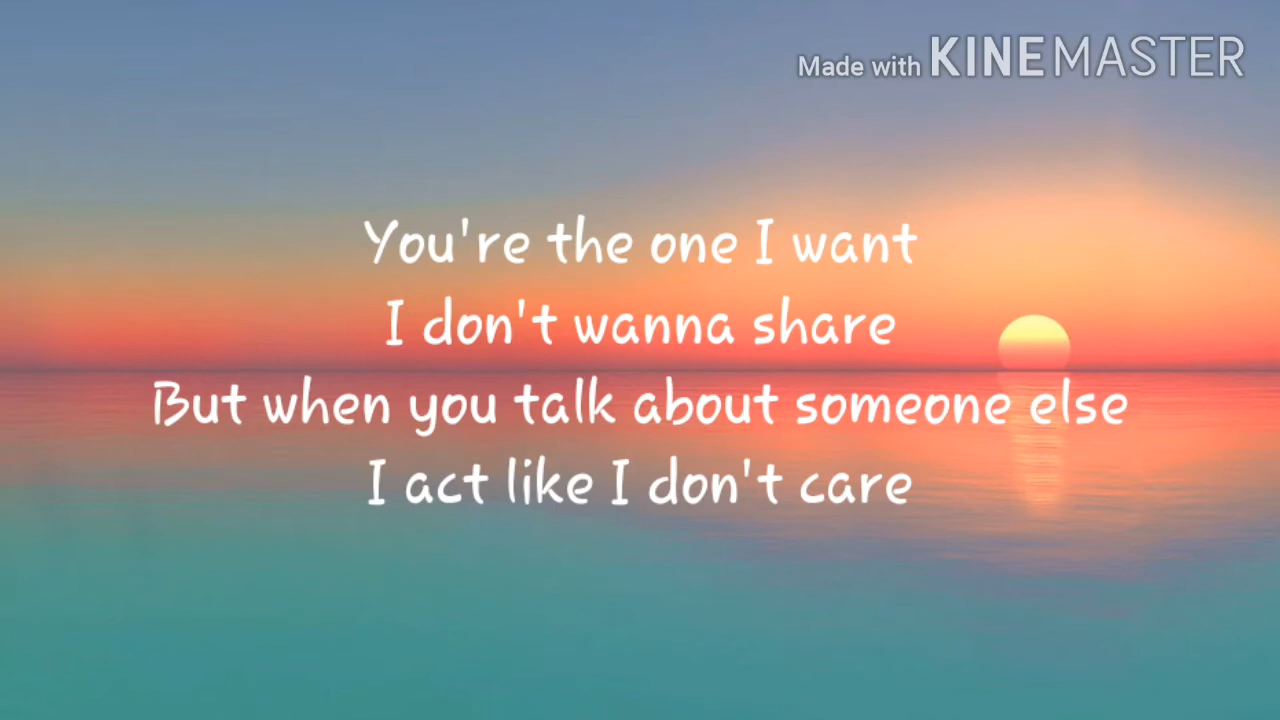 Made with KINEMASTER
You're the one I want
I don't wanna share
But when you talk about someone else
I act like I don't care